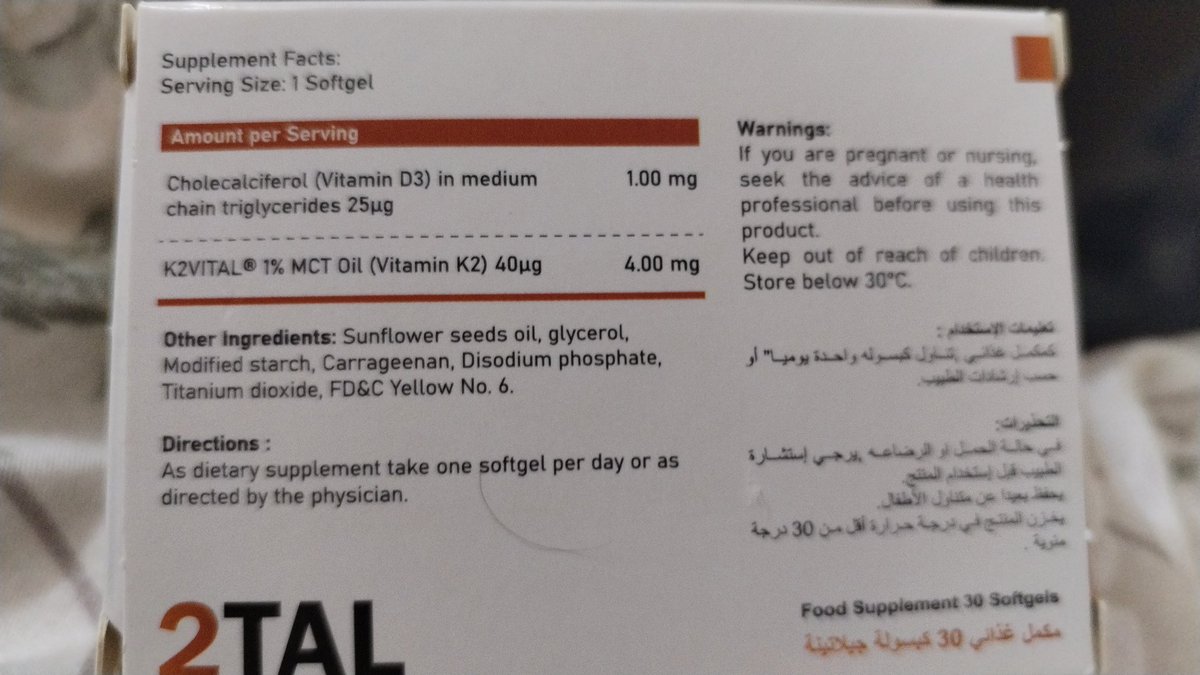 Supplement Facts:
Serving Size: 1 Softgel
Amount per Serving
Cholecalciferol (Vitamin D3) in medium 1.00 mg
chain triglycerides 25µg
K2VITAL® 1% MCT Oil (Vitamin K2) 40µg 4.00 mg
Other Ingredients: Sunflower seeds oil, glycerol,
Modified starch, Carrageenan, Disodium phosphate,
Titanium dioxide, FD&C Yellow No. 6.
Directions :
As dietary supplement take one softgel per day or as
directed by the physician.
2TAL
Warnings:
If you are pregnant or nursing,
seek the advice of a health
professional before using this
product.
Keep out of reach of children.
Store below 30°C.
تعليمات الإستخدام :
كمكمل غذائي إتناول كبسوله واحدة يوميا" أو
حسب إرشادات الطبيب.
التحذيرات:
في حالة الحمل او الرضاعه ,يرجي إستشارة
الطبيب قبل إستخدام المنتج.
يحفظ بعيدا عن متناول الأطفال.
يخزن المنتج في درجة حرارة أقل من 30 درجة
مئوية .
Food Supplement 30 Softgels
مكمل غذائي 30 كبسولة جيلاتينة